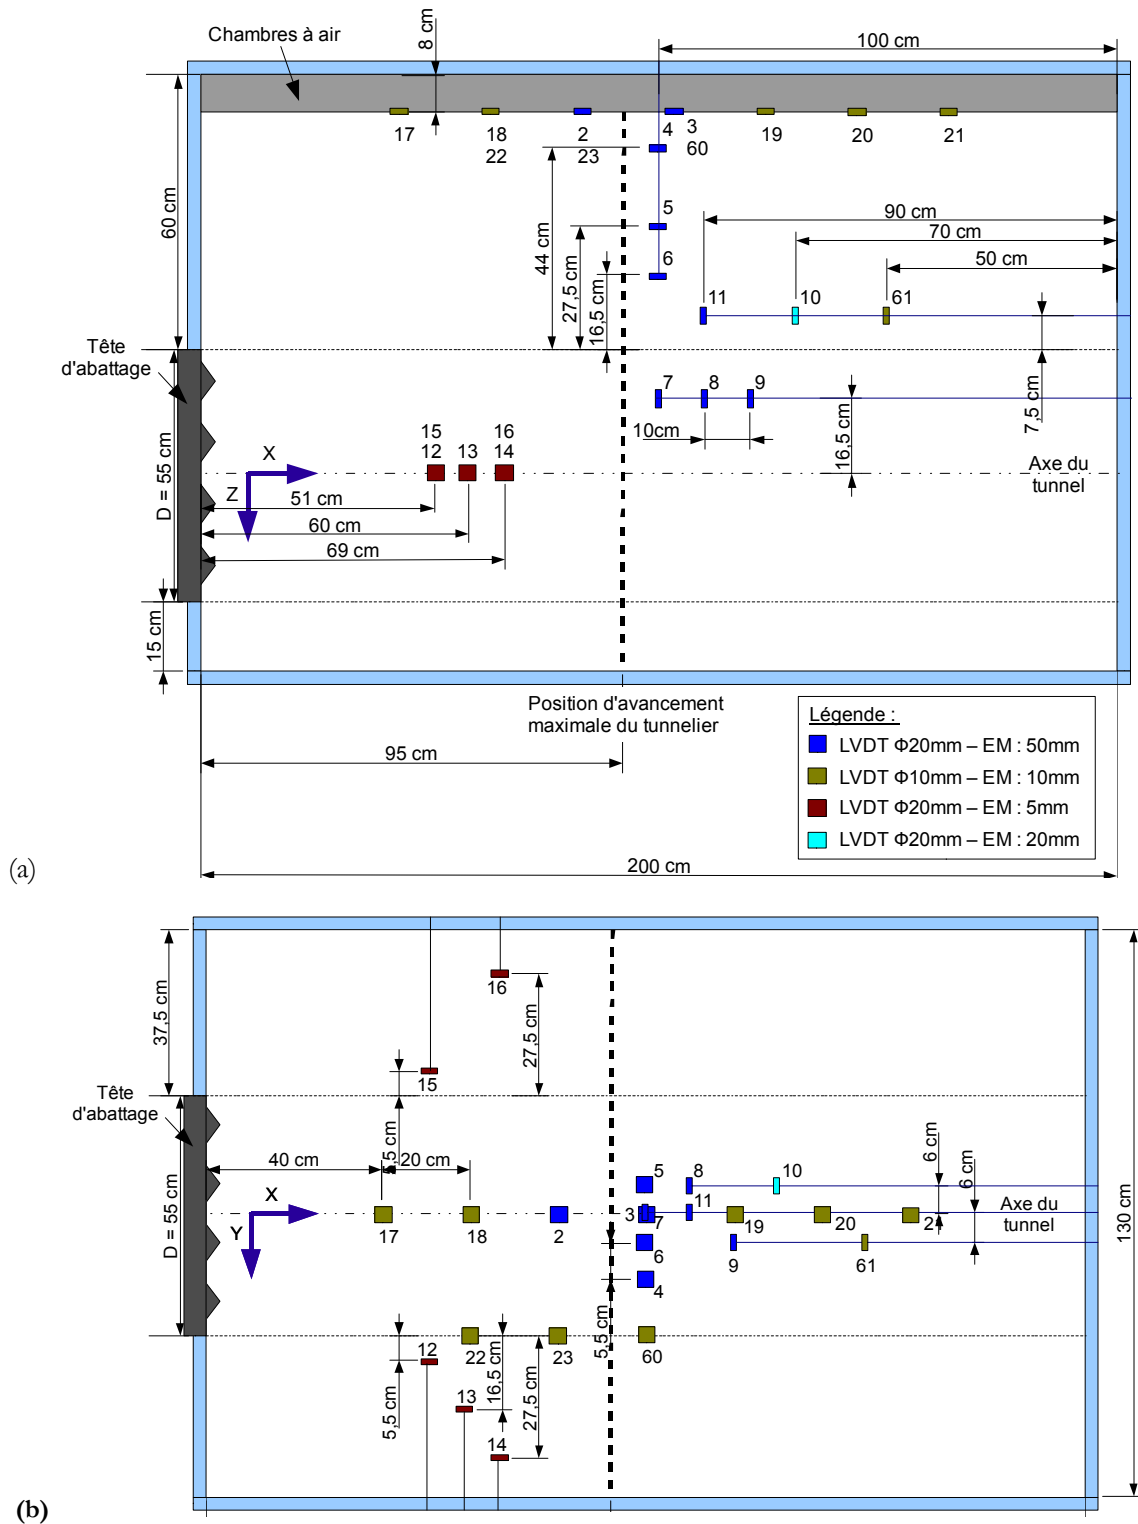 Chambres à air
8 cm
100 cm
17
18
22
2
23
4
3
60
19
20
21
60 cm
44 cm
27,5 cm
16,5 cm
5
6
90 cm
70 cm
50 cm
11
10
61
Tête
d'abattage
7
8
9
10cm
16,5 cm
7,5 cm
D = 55 cm
X
Z
15
12
13
16
14
Axe du
tunnel
51 cm
60 cm
69 cm
15 cm
Position d'avancement
maximale du tunnelier
95 cm
Légende :
LVDT Φ20mm – EM : 50mm
LVDT Φ10mm – EM : 10mm
LVDT Φ20mm – EM : 5mm
LVDT Φ20mm – EM : 20mm
200 cm
(a)
37,5 cm
16
27,5 cm
15
5,5 cm
Tête
d'abattage
40 cm
20 cm
X
Y
D = 55 cm
17
18
2
3
7
5
8
10
11
6
4
19
20
21
9
61
6 cm
6 cm
Axe du
tunnel
130 cm
5,5 cm
12
22
23
60
5,5 cm
13
16,5 cm
27,5 cm
14
(b)